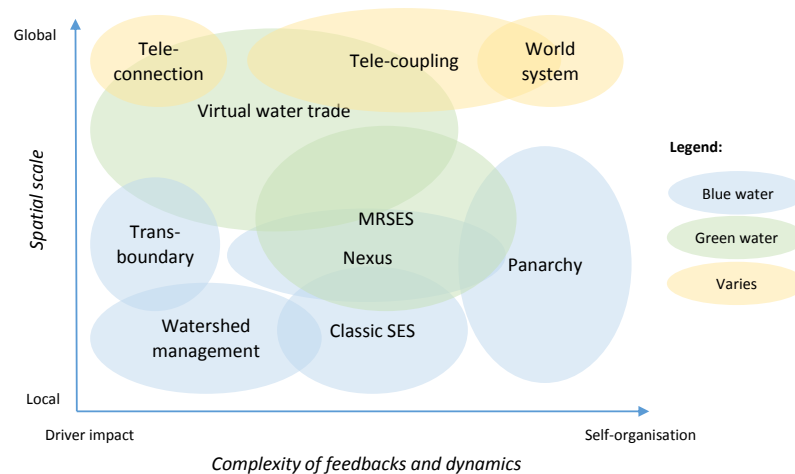 Global
Tele-
connection
Tele-coupling
World
system
Virtual water trade
Spatial scale
Trans-
boundary
MRSES
Nexus
Panarchy
Watershed
management
Classic SES
Local
Driver impact
Self-organisation
Complexity of feedbacks and dynamics
Legend:
Blue water
Green water
Varies